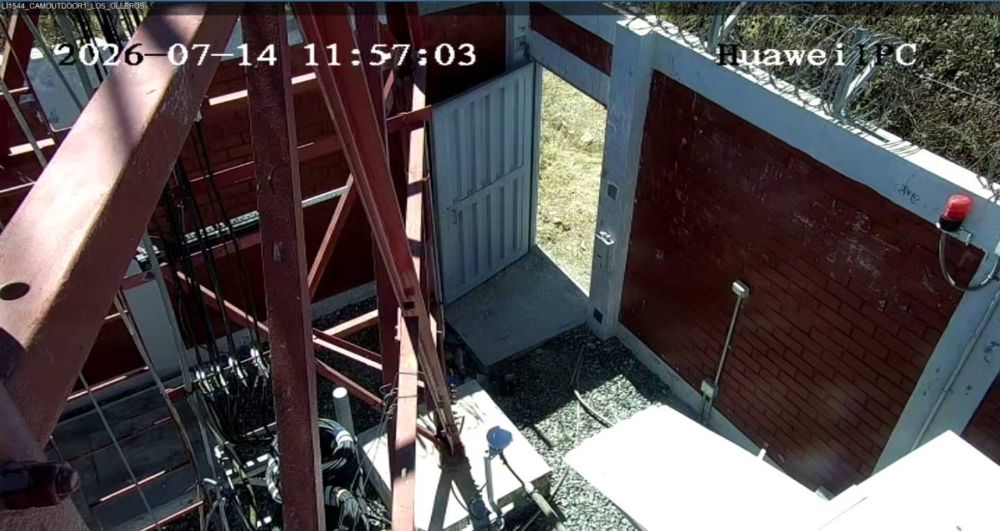 LI1544_CAMOUTDOOR1_LOS_OLLEROS
2026-07-14 11:57:03
Huawei IPC